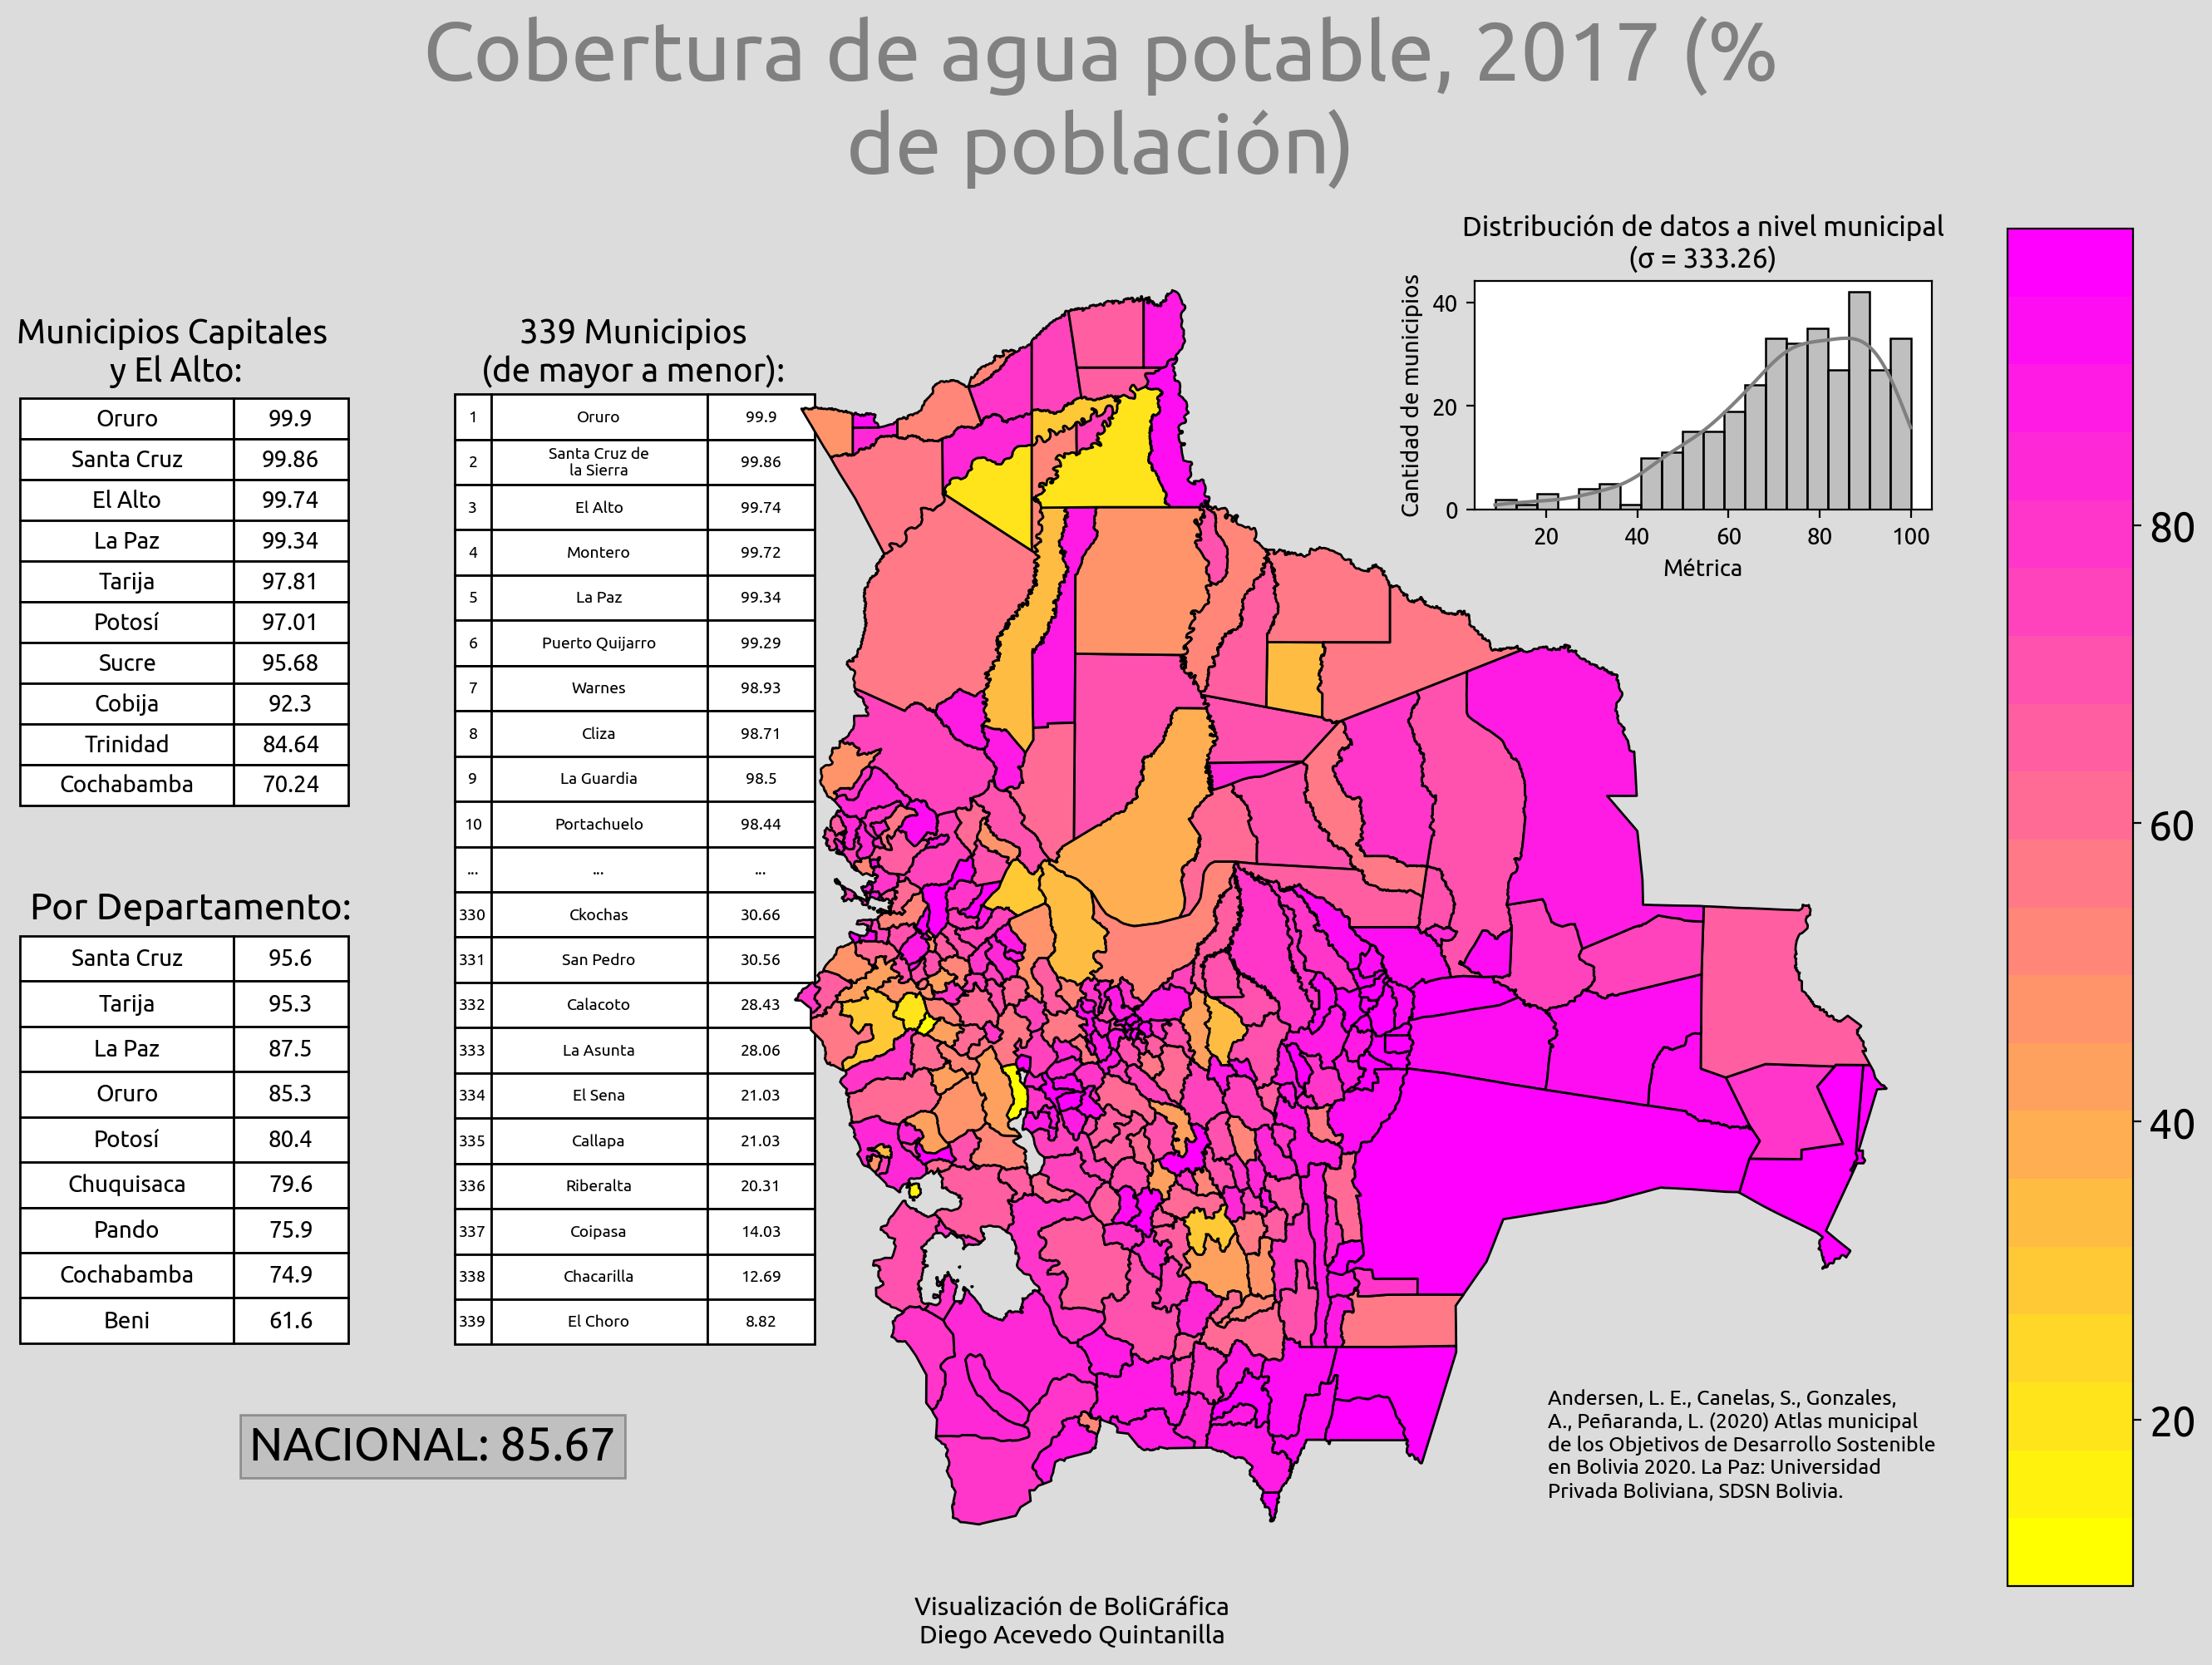 Cobertura de agua potable, 2017 (%
de población)
Municipios Capitales
y El Alto:
Oruro 99.9
Santa Cruz 99.86
El Alto 99.74
La Paz 99.34
Tarija 97.81
Potosí 97.01
Sucre 95.68
Cobija 92.3
Trinidad 84.64
Cochabamba 70.24
Por Departamento:
Santa Cruz 95.6
Tarija 95.3
La Paz 87.5
Oruro 85.3
Potosí 80.4
Chuquisaca 79.6
Pando 75.9
Cochabamba 74.9
Beni 61.6
NACIONAL: 85.67
339 Municipios
(de mayor a menor):
1 Oruro 99.9
2 Santa Cruz de
la Sierra 99.86
3 El Alto 99.74
4 Montero 99.72
5 La Paz 99.34
6 Puerto Quijarro 99.29
7 Warnes 98.93
8 Cliza 98.71
9 La Guardia 98.5
10 Portachuelo 98.44
... ... ...
330 Ckochas 30.66
331 San Pedro 30.56
332 Calacoto 28.43
333 La Asunta 28.06
334 El Sena 21.03
335 Callapa 21.03
336 Riberalta 20.31
337 Coipasa 14.03
338 Chacarilla 12.69
339 El Choro 8.82
Distribución de datos a nivel municipal
(σ = 333.26)
Cantidad de municipios
40
20
0
20 40 60 80 100
Métrica
80
60
40
20
Andersen, L. E., Canelas, S., Gonzales,
A., Peñaranda, L. (2020) Atlas municipal
de los Objetivos de Desarrollo Sostenible
en Bolivia 2020. La Paz: Universidad
Privada Boliviana, SDSN Bolivia.
Visualización de BoliGráfica
Diego Acevedo Quintanilla